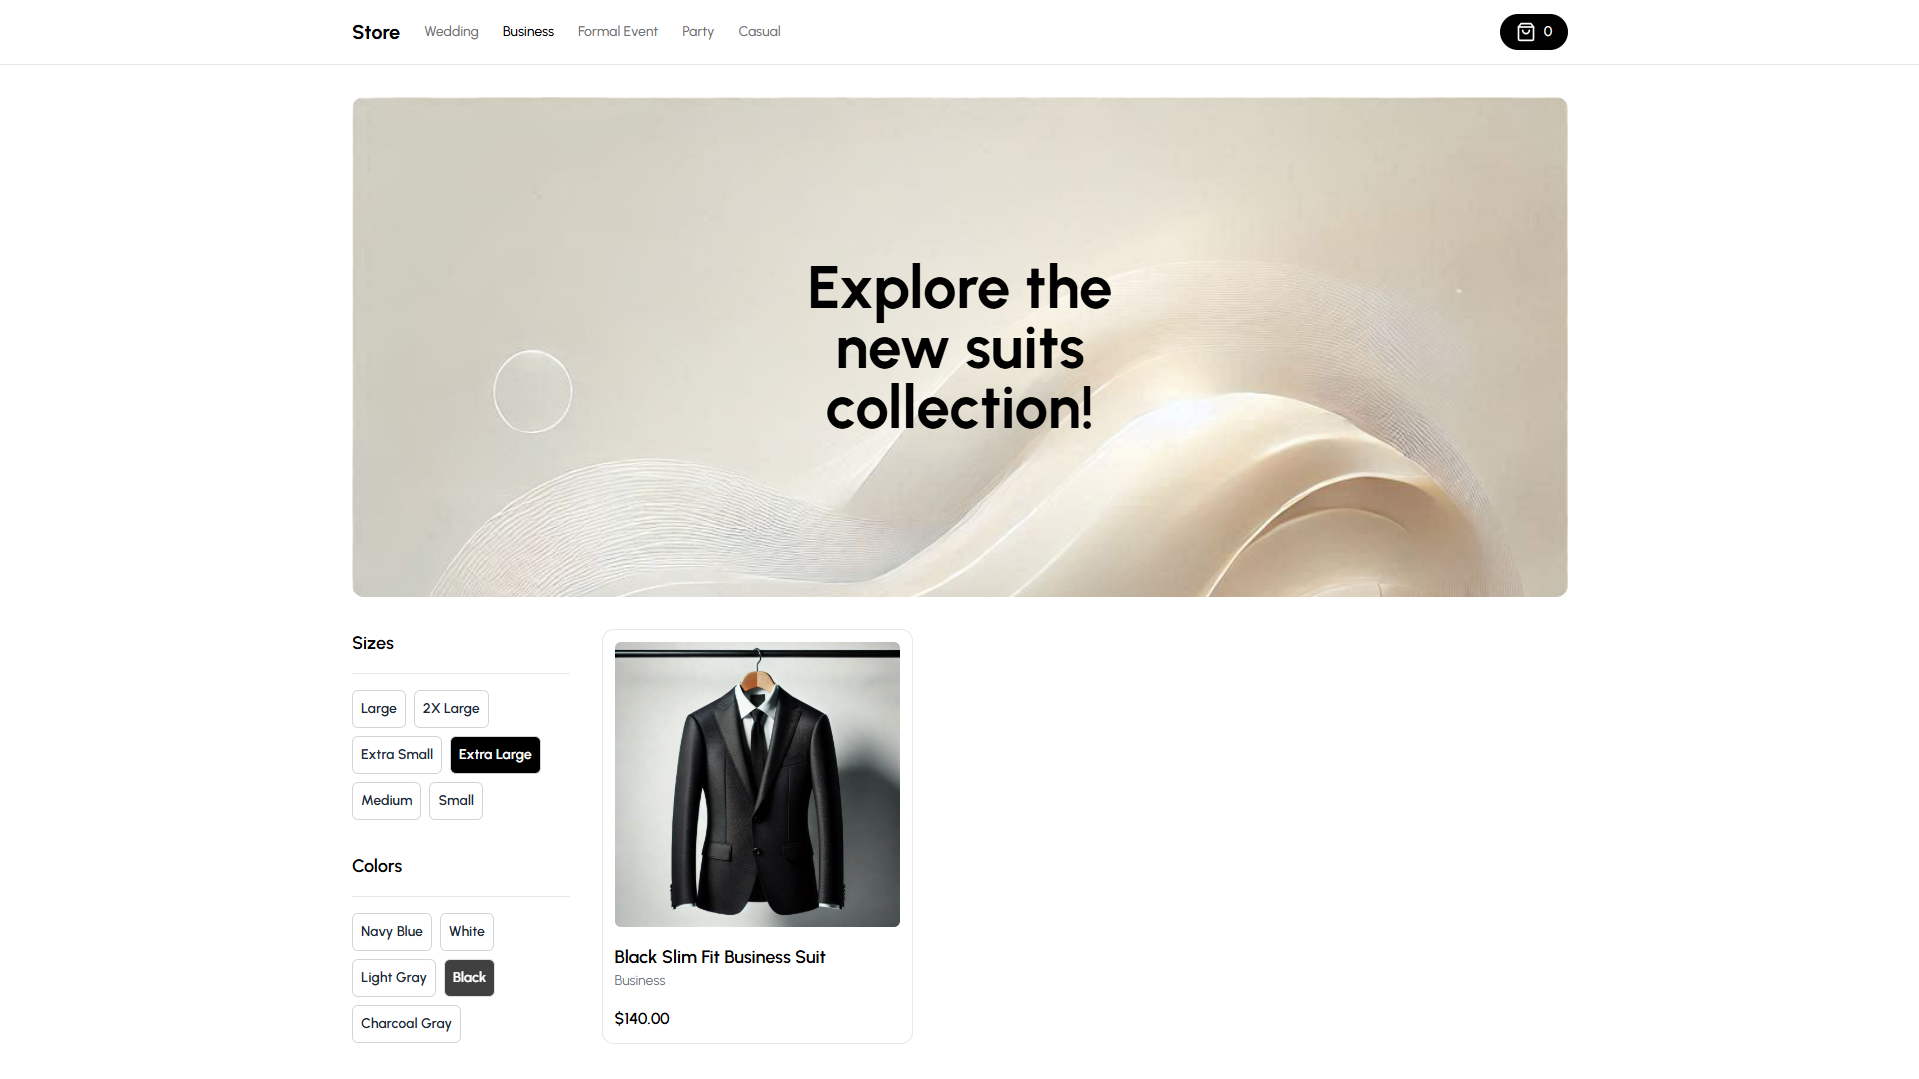 Store
Wedding
Business
Formal Event
Party
Casual
0
Explore the
new suits
collection!
Sizes
Large
2X Large
Extra Small
Extra Large
Medium
Small
Colors
Navy Blue
White
Light Gray
Black
Charcoal Gray
Black Slim Fit Business Suit
Business
$140.00